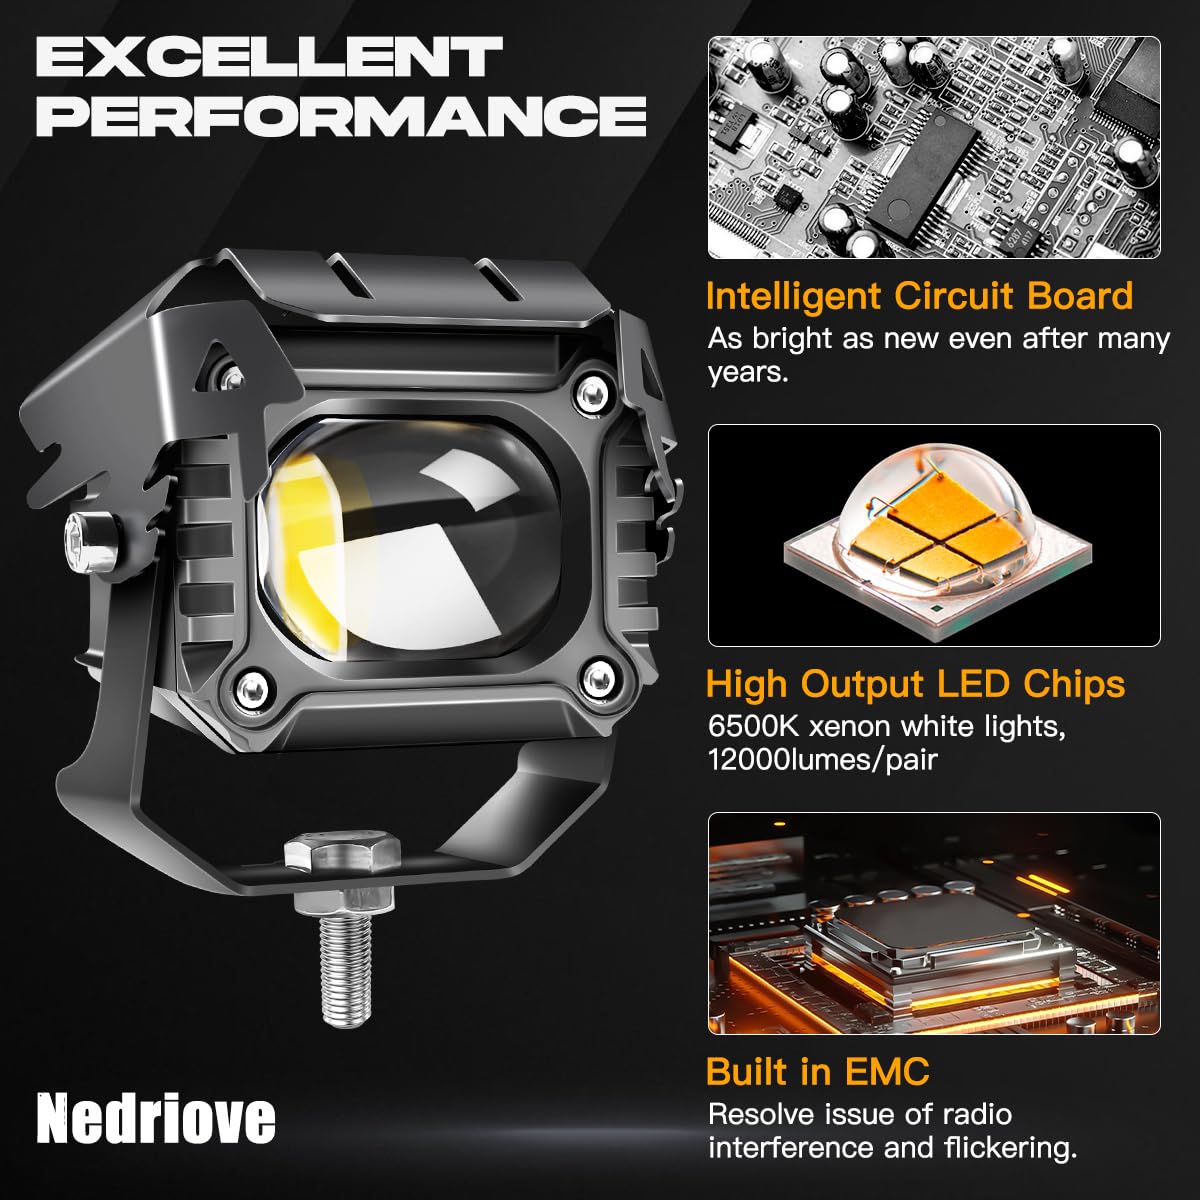 EXCELLENT
PERFORMANCE
Intelligent Circuit Board
As bright as new even after many
years.
High Output LED Chips
6500K xenon white lights,
12000lumes/pair
Built in EMC
Resolve issue of radio
interference and flickering.
Nedriove